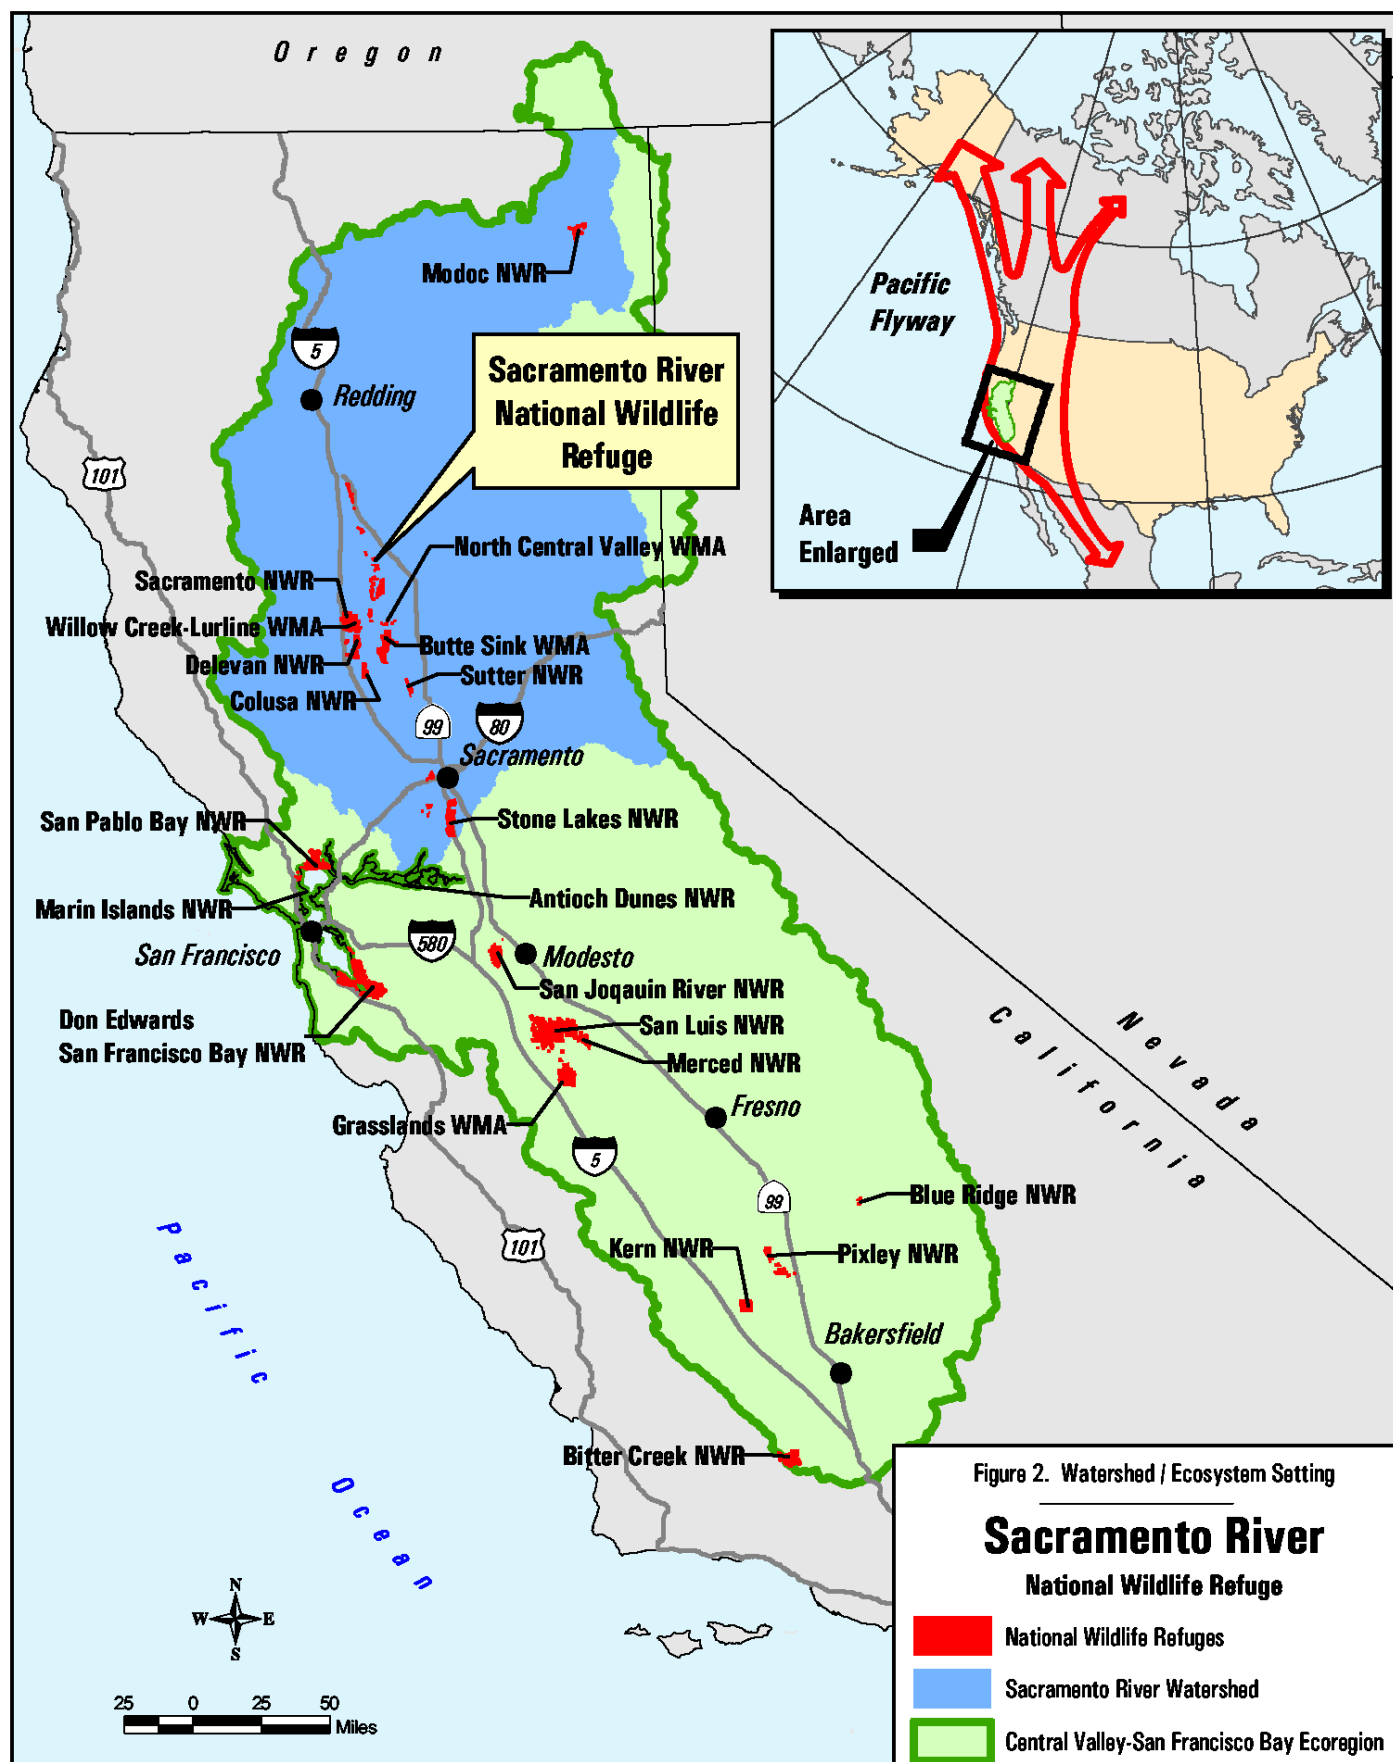 Oregon
Pacific
Flyway
Area
Enlarged
Modoc NWR
5
Redding
Sacramento River
National Wildlife
Refuge
101
North Central Valley WMA
Sacramento NWR
Willow Creek-Lurline WMA
Butte Sink WMA
Delevan NWR
Sutter NWR
Colusa NWR
99
80
Sacramento
San Pablo Bay NWR
Stone Lakes NWR
Antioch Dunes NWR
Marin Islands NWR
San Francisco
580
Modesto
San Joqauin River NWR
Don Edwards
San Francisco Bay NWR
San Luis NWR
Merced NWR
Nevada
California
Fresno
Grasslands WMA
5
Blue Ridge NWR
99
101
Kern NWR
Pixley NWR
Pacific
Ocean
Bakersfield
Bitter Creek NWR
N
W E
S
25 0 25 50
Miles
Figure 2. Watershed / Ecosystem Setting
Sacramento River
National Wildlife Refuge
National Wildlife Refuges
Sacramento River Watershed
Central Valley-San Francisco Bay Ecoregion